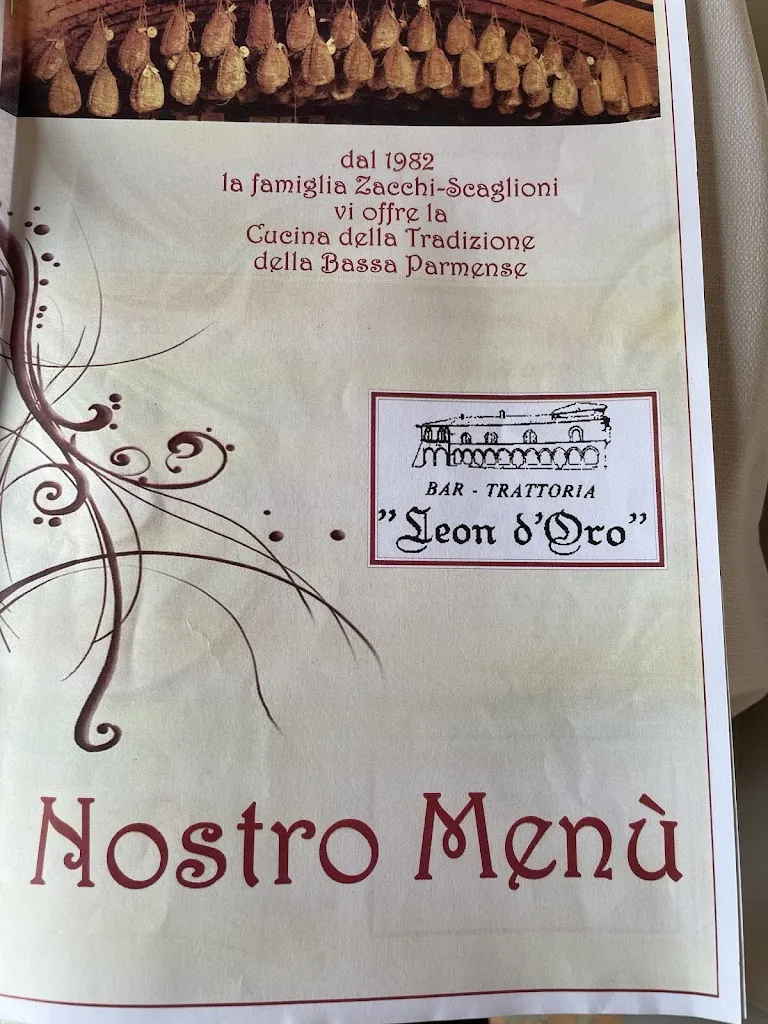 dal 1982
la famiglia Zacchi-Scaglioni
vi offre la
Cucina della Tradizione
della Bassa Parmense
BAR - TRATTORIA
"Leon d'Oro"
Nostro Menù